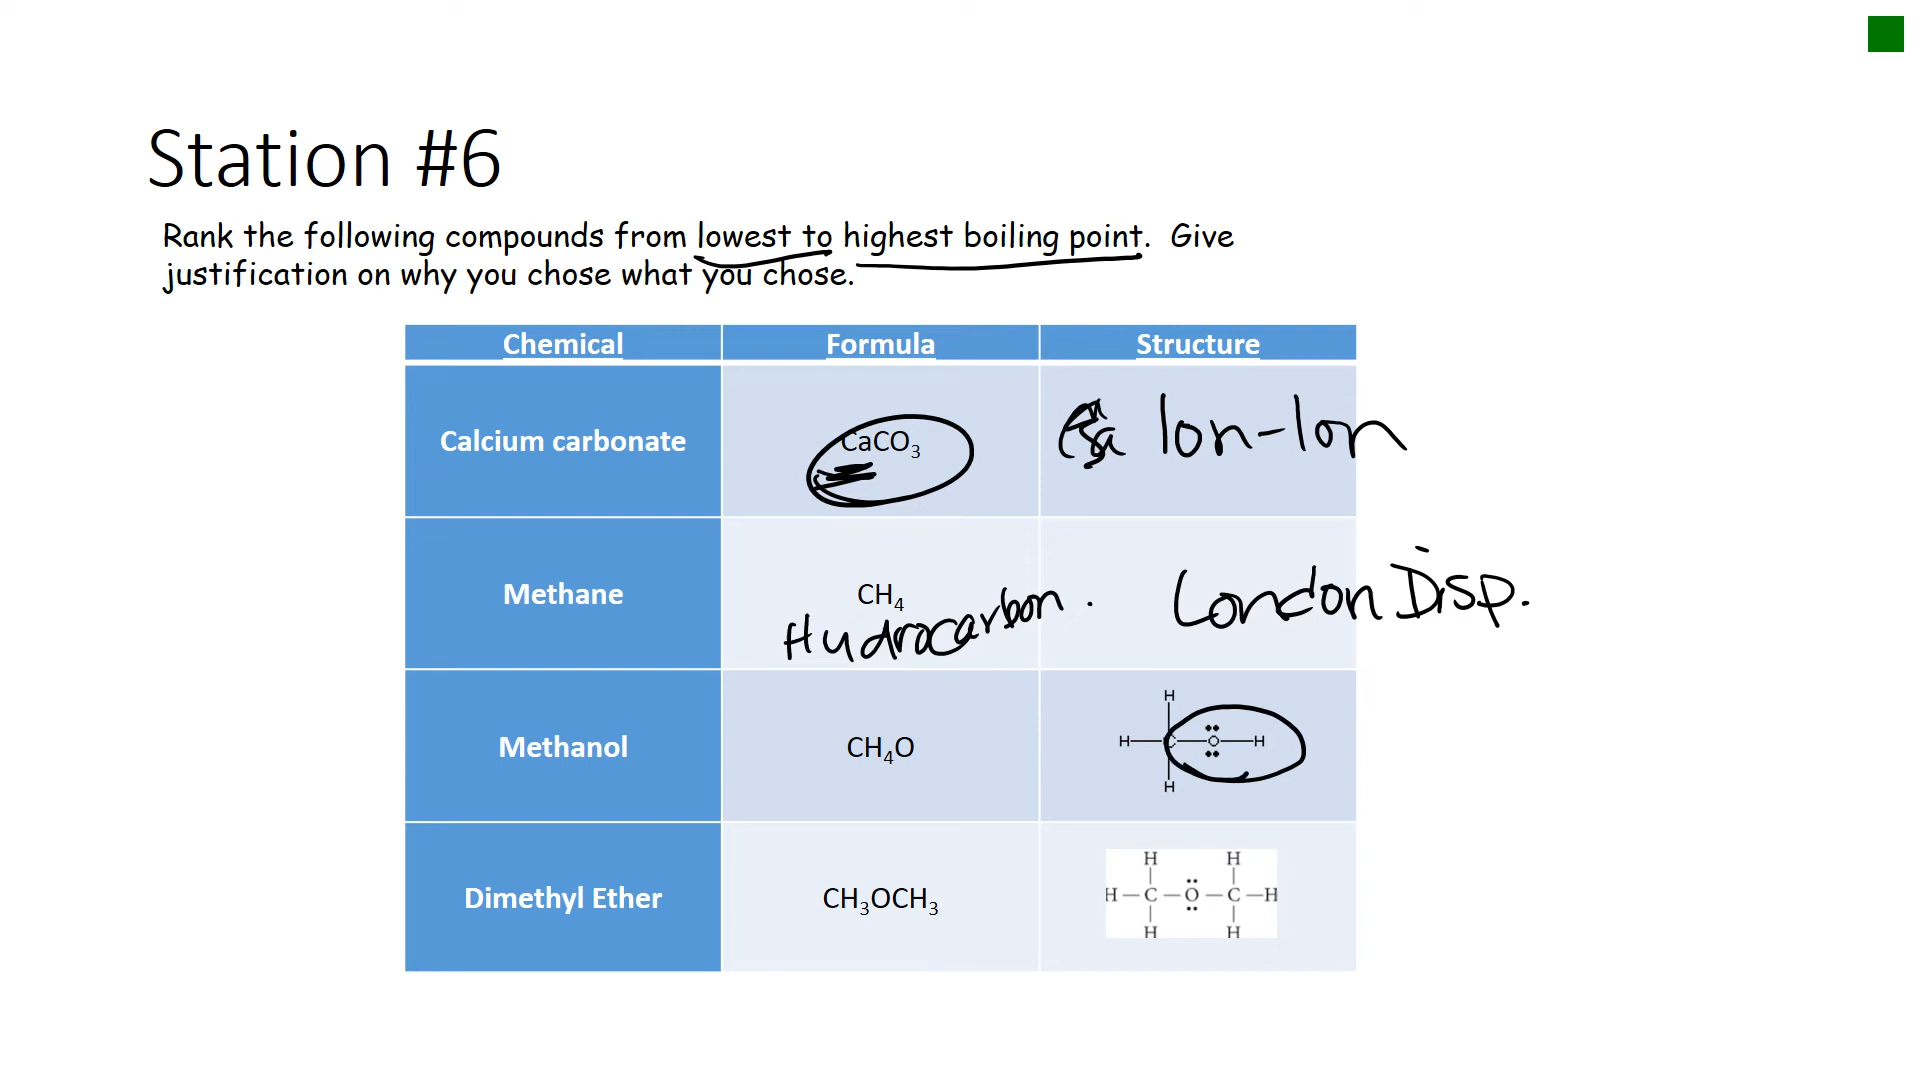 Station #6
Rank the following compounds from lowest to highest boiling point. Give
justification on why you chose what you chose.
Chemical Formula Structure
Calcium carbonate CaCO₃ Ion-Ion
Methane CH₄ London Disp.
Hydrocarbon.
H
Methanol CH₄O H C O H
H
H H
Dimethyl Ether CH₃OCH₃ H C O C H
H H